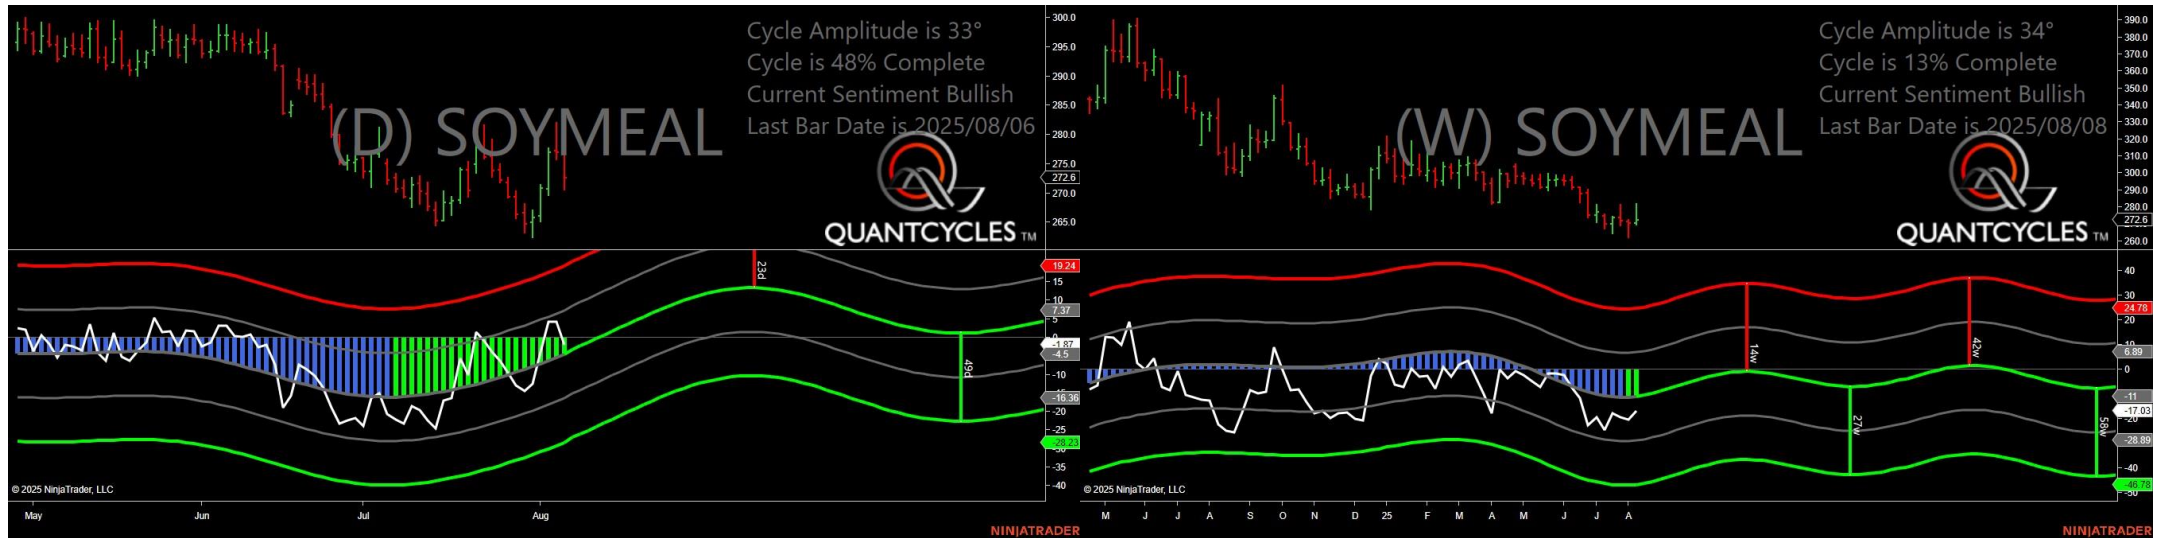 Cycle Amplitude is 33°
Cycle is 48% Complete
Current Sentiment Bullish
Last Bar Date is 2025/08/06
(D) SOYMEAL
QUANTCYCLES TM
300.0
295.0
290.0
285.0
280.0
275.0
272.6
270.0
265.0
23d
49d
19.24
15
10
7.37
5
0
-1.87
-4.5
-10
-16.36
-20
-25
-28.23
-30
-35
-40
© 2025 NinjaTrader, LLC
May Jun Jul Aug
NINJATRADER
Cycle Amplitude is 34°
Cycle is 13% Complete
Current Sentiment Bullish
Last Bar Date is 2025/08/08
(W) SOYMEAL
QUANTCYCLES TM
390.0
380.0
370.0
360.0
350.0
340.0
330.0
320.0
310.0
300.0
290.0
280.0
272.6
260.0
14w
27w
42w
58w
40
30
24.78
20
10
6.89
0
-11
-17.03
-20
-28.89
-40
-46.78
-50
© 2025 NinjaTrader, LLC
M J J A S O N D 25 F M A M J J A
NINJATRADER